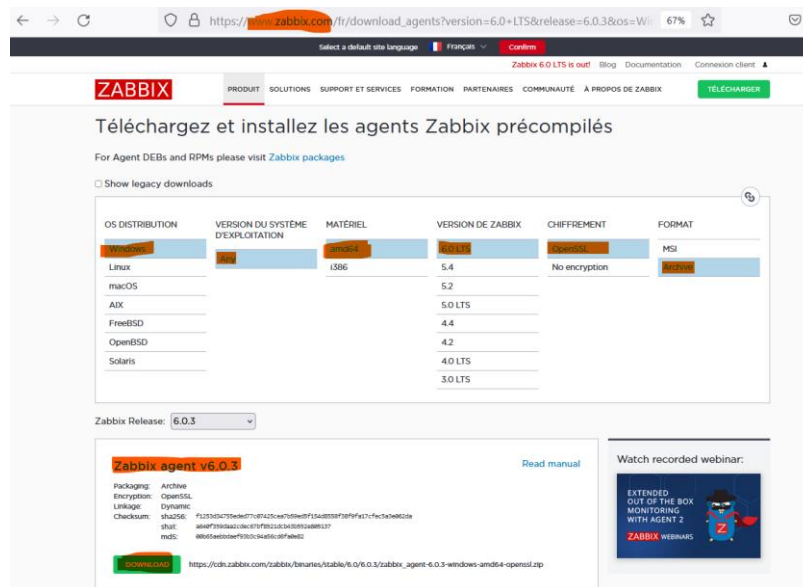 https://www.zabbix.com/fr/download_agents?version=6.0+LTS&release=6.0.3&os=Wi 67%
Select a default site language Français Confirm
Zabbix 6.0 LTS is out! Blog Documentation Connexion client
ZABBIX PRODUIT SOLUTIONS SUPPORT ET SERVICES FORMATION PARTENAIRES COMMUNAUTÉ À PROPOS DE ZABBIX TÉLÉCHARGER
Téléchargez et installez les agents Zabbix précompilés
For Agent DEBs and RPMs please visit Zabbix packages
Show legacy downloads
OS DISTRIBUTION
Windows
Linux
macOS
AIX
FreeBSD
OpenBSD
Solaris
VERSION DU SYSTÈME
D'EXPLOITATION
Any
MATÉRIEL
amd64
i386
VERSION DE ZABBIX
6.0 LTS
5.4
5.2
5.0 LTS
4.4
4.2
4.0 LTS
3.0 LTS
CHIFFREMENT
OpenSSL
No encryption
FORMAT
MSI
Archive
Zabbix Release: 6.0.3
Zabbix agent v6.0.3 Read manual
Packaging: Archive
Encryption: OpenSSL
Linkage: Dynamic
Checksum: sha256:
sha1:
md5:
DOWNLOAD https://cdn.zabbix.com/zabbix/binaries/stable/6.0/6.0.3/zabbix_agent-6.0.3-windows-amd64-openssl.zip
Watch recorded webinar:
EXTENDED
OUT OF THE BOX
MONITORING
WITH AGENT 2
ZABBIX WEBINARS
Z